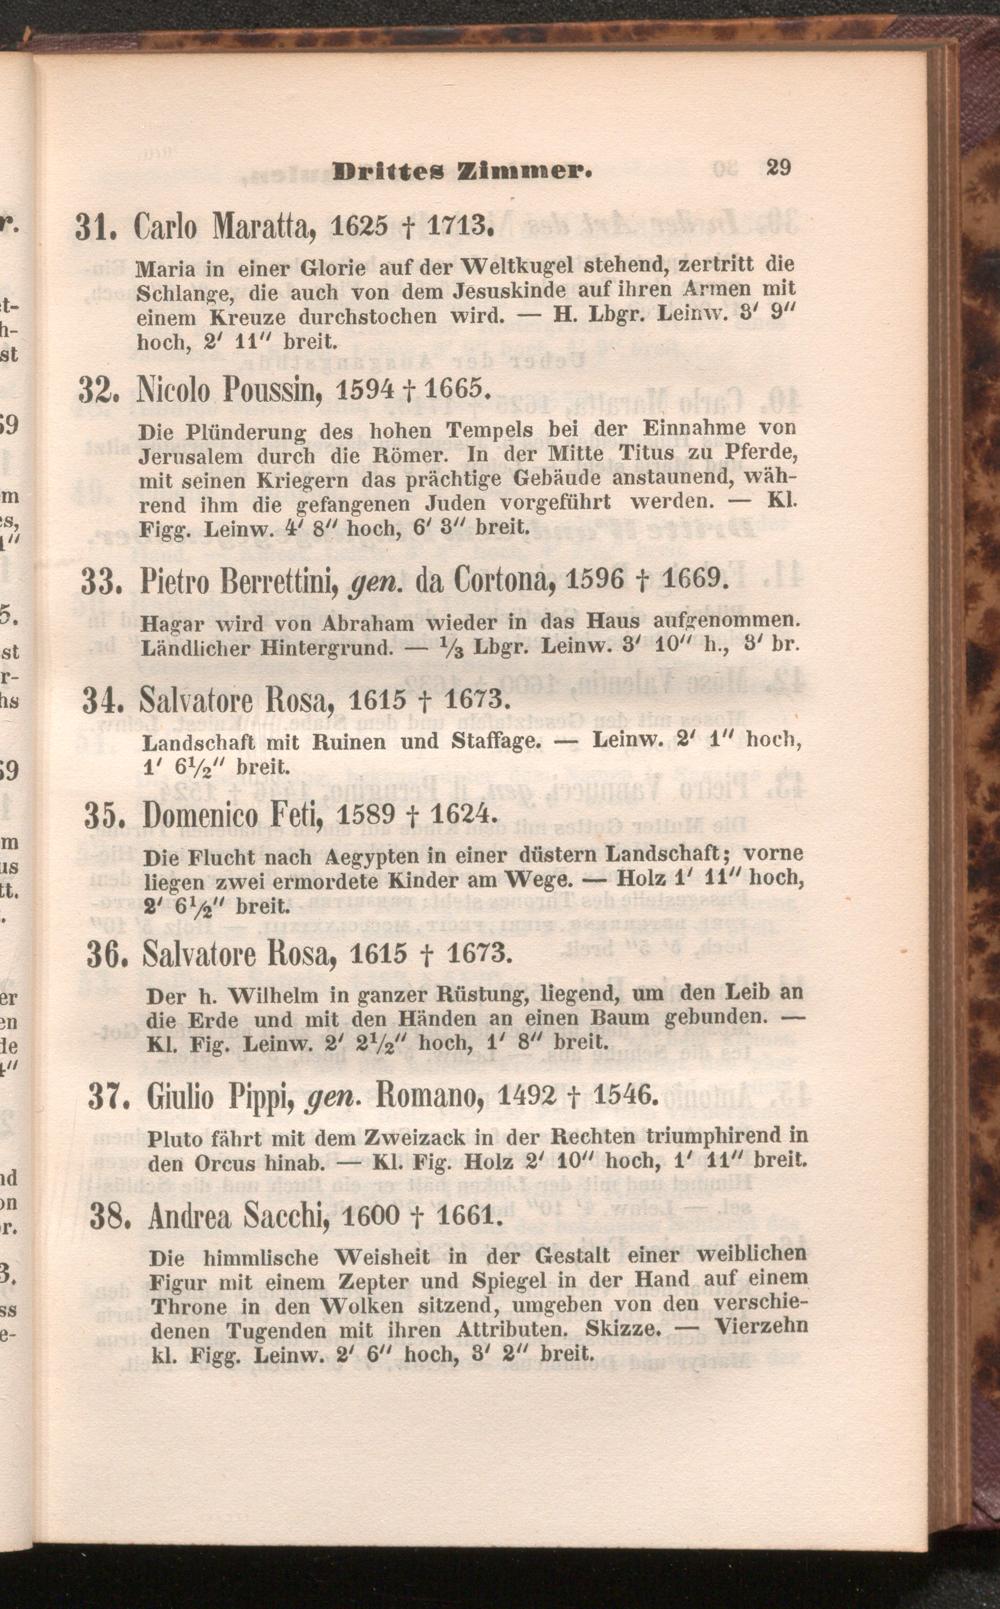 Drittes Zimmer. 29
31. Carlo Maratta, 1625 † 1713.
Maria in einer Glorie auf der Weltkugel stehend, zertritt die
Schlange, die auch von dem Jesuskinde auf ihren Armen mit
einem Kreuze durchstochen wird. — H. Lbgr. Leinw. 3′ 9″
hoch, 2′ 11″ breit.
32. Nicolo Poussin, 1594 † 1665.
Die Plünderung des hohen Tempels bei der Einnahme von
Jerusalem durch die Römer. In der Mitte Titus zu Pferde,
mit seinen Kriegern das prächtige Gebäude anstaunend, wäh-
rend ihm die gefangenen Juden vorgeführt werden. — Kl.
Figg. Leinw. 4′ 8″ hoch, 6′ 3″ breit.
33. Pietro Berrettini, gen. da Cortona, 1596 † 1669.
Hagar wird von Abraham wieder in das Haus aufgenommen.
Ländlicher Hintergrund. — ⅓ Lbgr. Leinw. 3′ 10″ h., 3′ br.
34. Salvatore Rosa, 1615 † 1673.
Landschaft mit Ruinen und Staffage. — Leinw. 2′ 1″ hoch,
1′ 6½″ breit.
35. Domenico Feti, 1589 † 1624.
Die Flucht nach Aegypten in einer düstern Landschaft; vorne
liegen zwei ermordete Kinder am Wege. — Holz 1′ 11″ hoch,
2′ 6½″ breit.
36. Salvatore Rosa, 1615 † 1673.
Der h. Wilhelm in ganzer Rüstung, liegend, um den Leib an
die Erde und mit den Händen an einen Baum gebunden. —
Kl. Fig. Leinw. 2′ 2½″ hoch, 1′ 8″ breit.
37. Giulio Pippi, gen. Romano, 1492 † 1546.
Pluto fährt mit dem Zweizack in der Rechten triumphirend in
den Orcus hinab. — Kl. Fig. Holz 2′ 10″ hoch, 1′ 11″ breit.
38. Andrea Sacchi, 1600 † 1661.
Die himmlische Weisheit in der Gestalt einer weiblichen
Figur mit einem Zepter und Spiegel in der Hand auf einem
Throne in den Wolken sitzend, umgeben von den verschie-
denen Tugenden mit ihren Attributen. Skizze. — Vierzehn
kl. Figg. Leinw. 2′ 6″ hoch, 3′ 2″ breit.